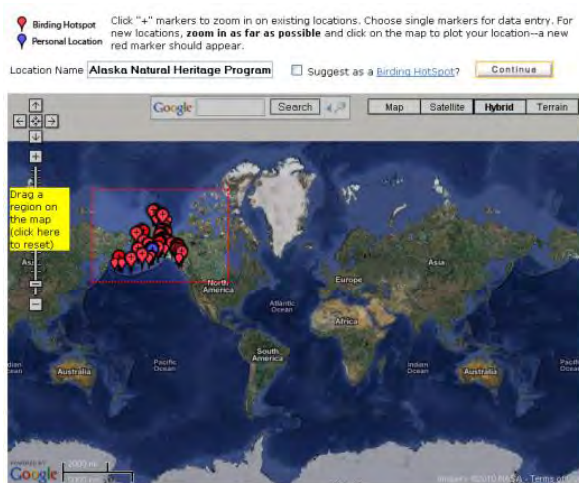 Birding Hotspot
Personal Location
Click "+" markers to zoom in on existing locations. Choose single markers for data entry. For
new locations, zoom in as far as possible and click on the map to plot your location--a new
red marker should appear.
Location Name Alaska Natural Heritage Program Suggest as a Birding HotSpot? Continue
Google Search Map Satellite Hybrid Terrain
Drag a
region on
the map
(click here
to reset)
North
America
Atlantic
Ocean
Europe
Asia
Africa
South
America
Pacific
Ocean
Indian
Ocean
Australia
Australia
Pacific
Ocean
POWERED BY
Google